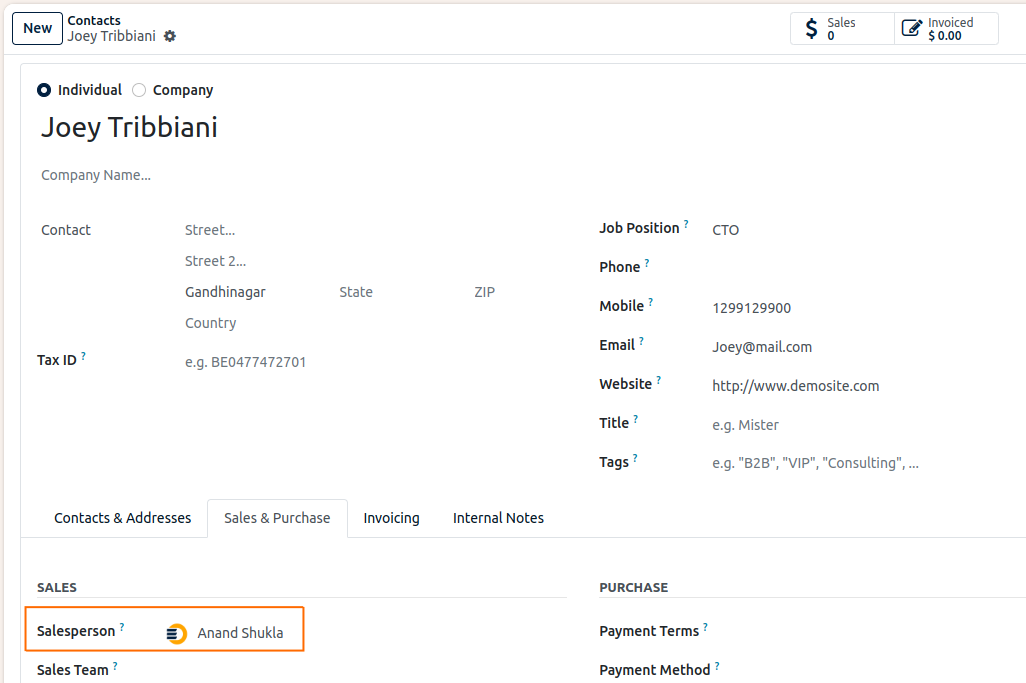 New
Contacts
Joey Tribbiani
$ Sales
0
Invoiced
$ 0.00
Individual
Company
Joey Tribbiani
Company Name...
Contact
Street...
Street 2...
Gandhinagar State ZIP
Country
Tax ID ? e.g. BE0477472701
Job Position ? CTO
Phone ?
Mobile ? 1299129900
Email ? Joey@mail.com
Website ? http://www.demosite.com
Title ? e.g. Mister
Tags ? e.g. "B2B", "VIP", "Consulting", ...
Contacts & Addresses
Sales & Purchase
Invoicing
Internal Notes
SALES
Salesperson ? Anand Shukla
Sales Team ?
PURCHASE
Payment Terms ?
Payment Method ?